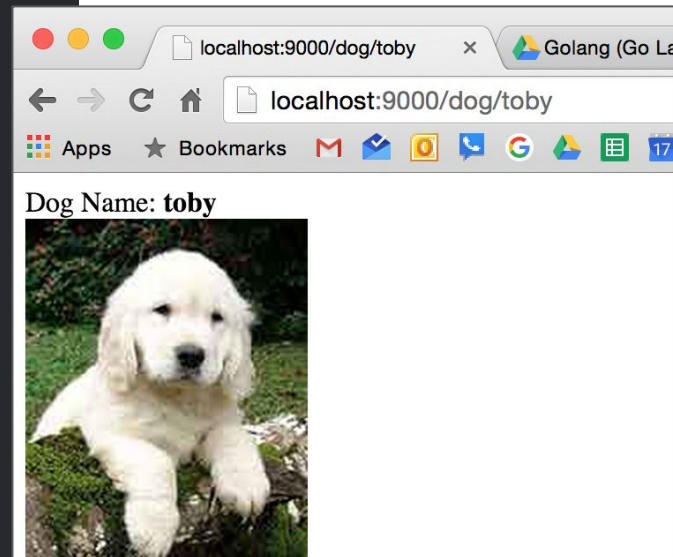 localhost:9000/dog/toby × Golang (Go La
localhost:9000/dog/toby
Apps Bookmarks 17
Dog Name: toby